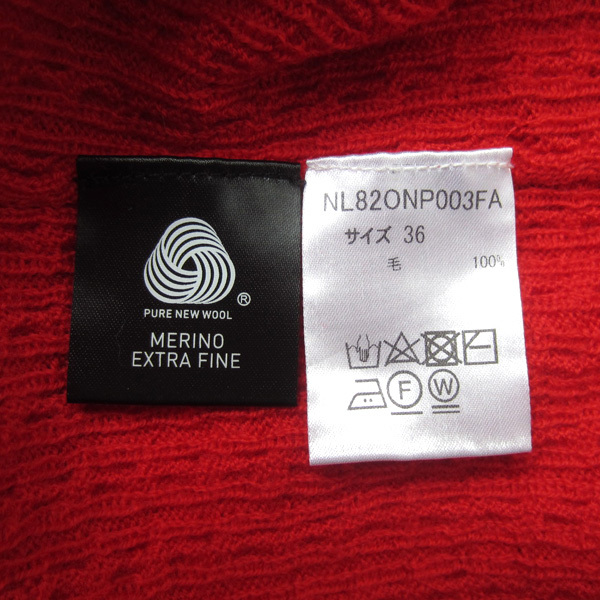 ®
PURE NEW WOOL
MERINO
EXTRA FINE
NL82ONP003FA
サイズ 36
毛 100%
F W